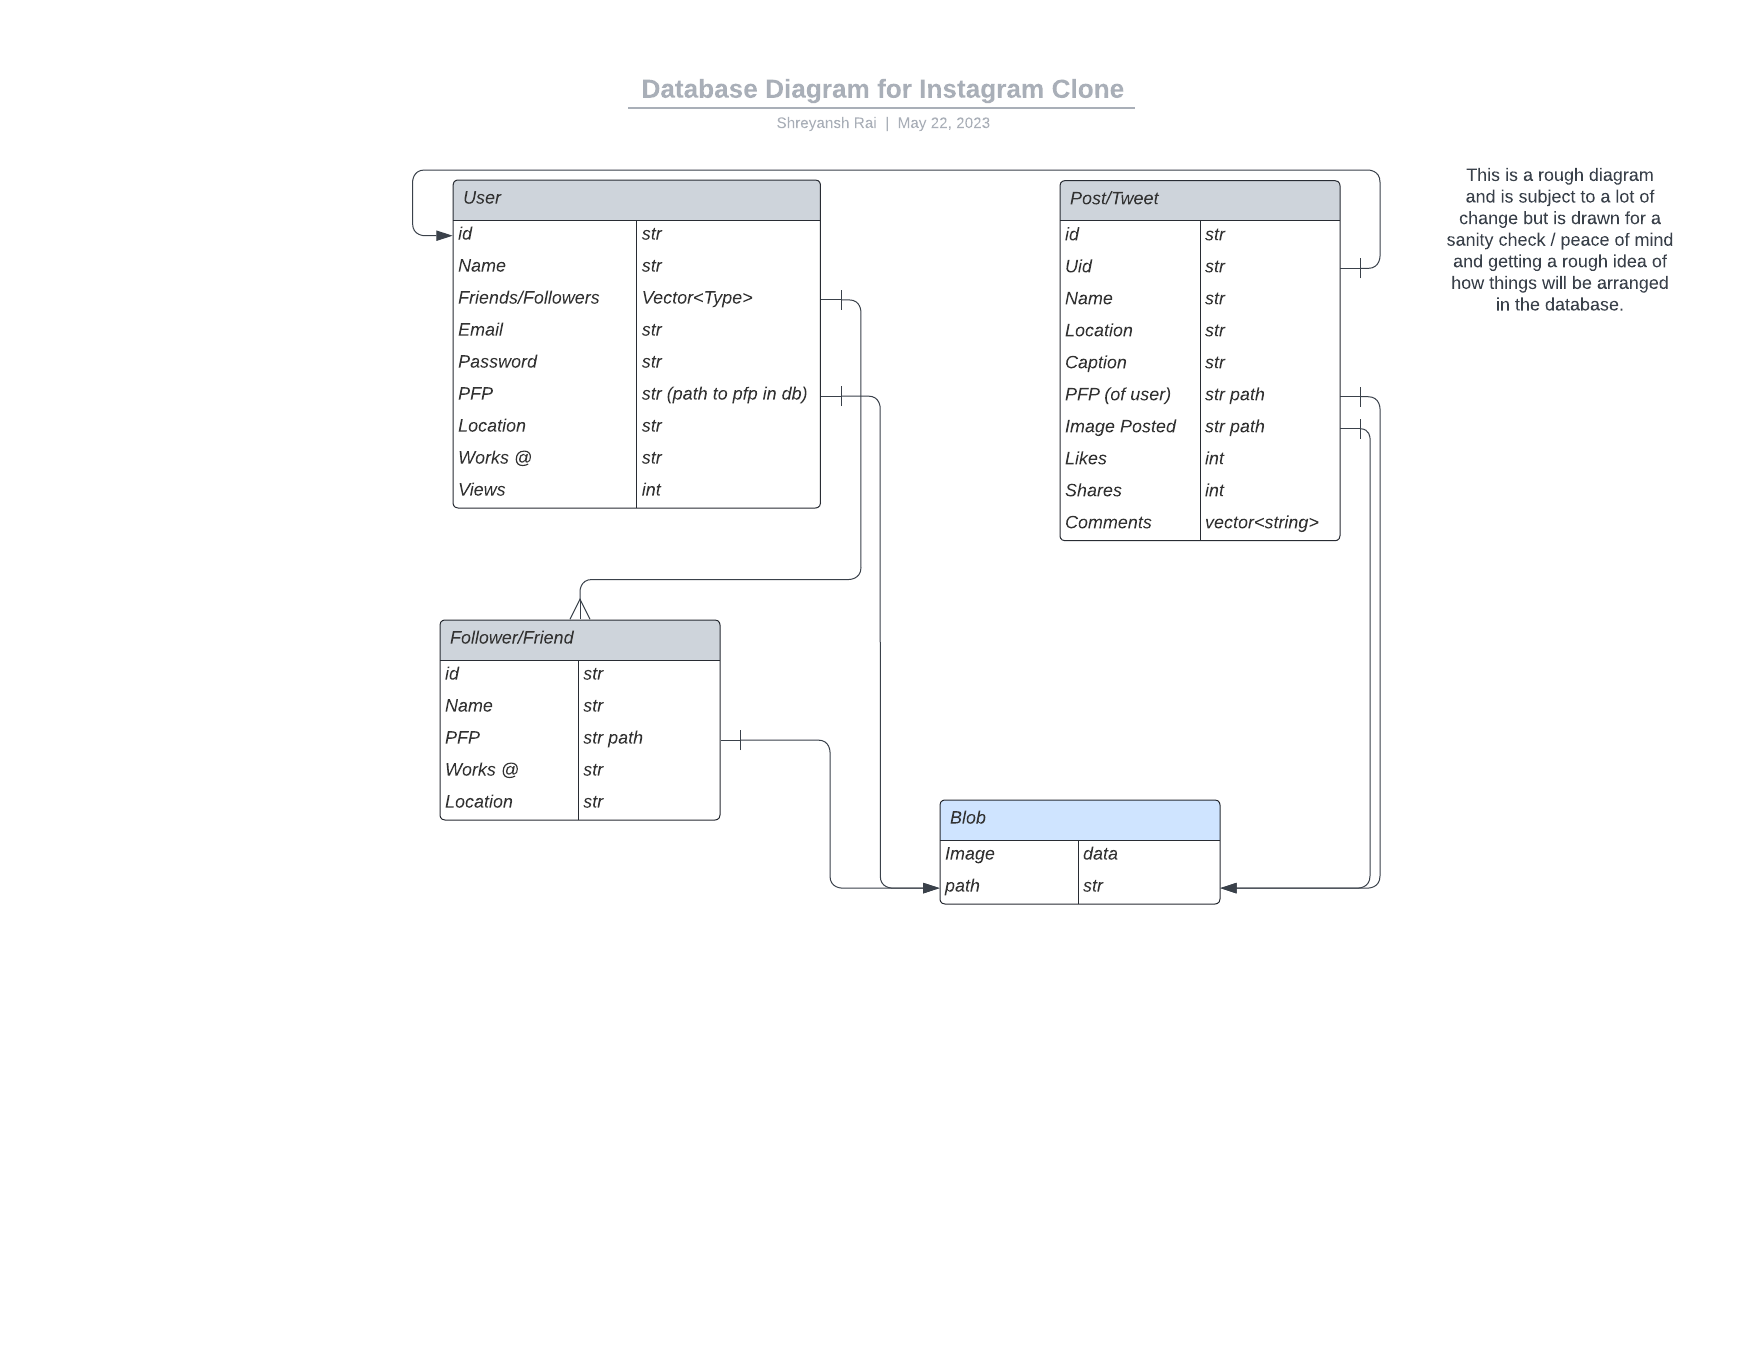 Database Diagram for Instagram Clone
Shreyansh Rai | May 22, 2023
User
id str
Name str
Friends/Followers Vector<Type>
Email str
Password str
PFP str (path to pfp in db)
Location str
Works @ str
Views int
Post/Tweet
id str
Uid str
Name str
Location str
Caption str
PFP (of user) str path
Image Posted str path
Likes int
Shares int
Comments vector<string>
This is a rough diagram
and is subject to a lot of
change but is drawn for a
sanity check / peace of mind
and getting a rough idea of
how things will be arranged
in the database.
Follower/Friend
id str
Name str
PFP str path
Works @ str
Location str
Blob
Image data
path str